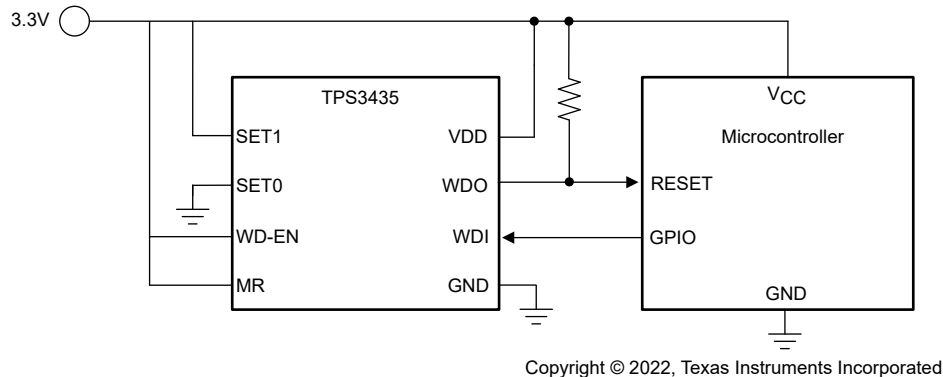 3.3V
TPS3435
SET1
SET0
WD-EN
MR
VDD
WDO
WDI
GND
VCC
Microcontroller
RESET
GPIO
GND
Copyright © 2022, Texas Instruments Incorporated